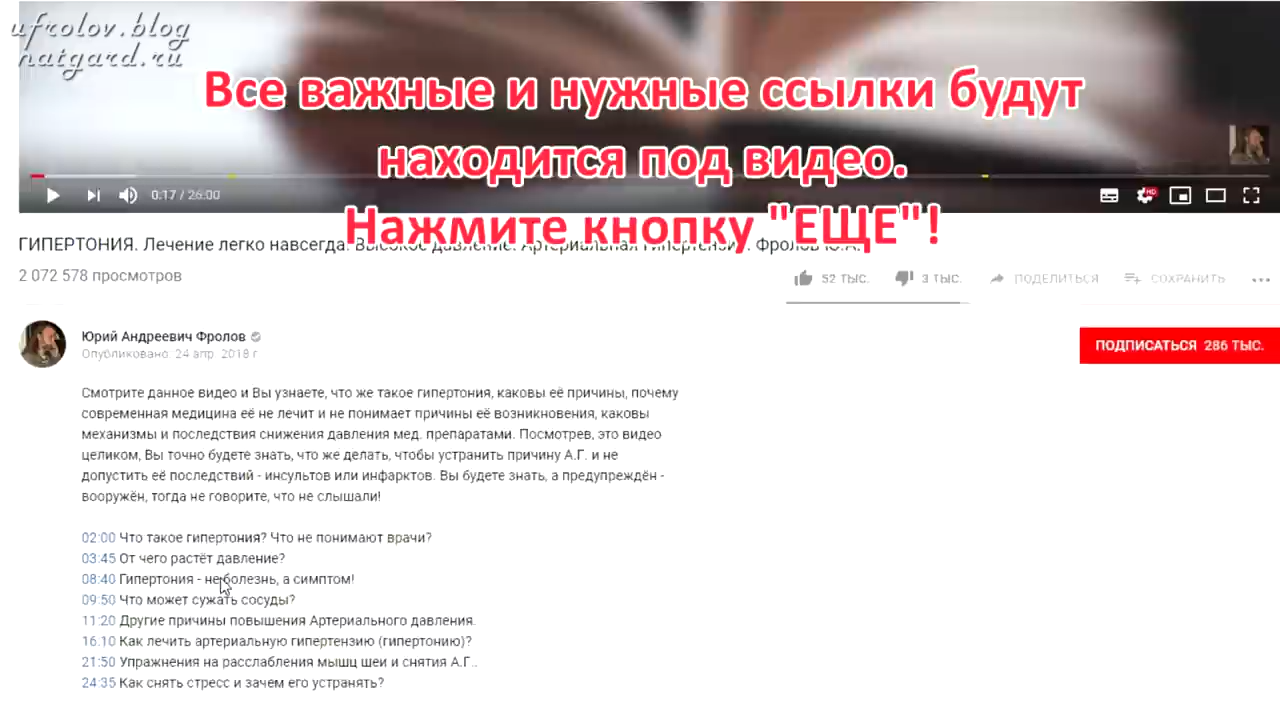 ufrolov.blog
natgard.ru
Все важные и нужные ссылки будут
находится под видео.
Нажмите кнопку "ЕЩЕ"!
HD
0:17 / 26:00
ГИПЕРТОНИЯ. Лечение легко навсегда. Высокое давление. Артериальная гипертензия. Фролов Ю.А.
2 072 578 просмотров
52 ТЫС. 3 ТЫС. ПОДЕЛИТЬСЯ СОХРАНИТЬ
Юрий Андреевич Фролов
Опубликовано: 24 апр. 2018 г
ПОДПИСАТЬСЯ 286 ТЫС.
Смотрите данное видео и Вы узнаете, что же такое гипертония, каковы её причины, почему
современная медицина её не лечит и не понимает причины её возникновения, каковы
механизмы и последствия снижения давления мед. препаратами. Посмотрев, это видео
целиком, Вы точно будете знать, что же делать, чтобы устранить причину А.Г. и не
допустить её последствий - инсультов или инфарктов. Вы будете знать, а предупреждён -
вооружён, тогда не говорите, что не слышали!
02:00 Что такое гипертония? Что не понимают врачи?
03:45 От чего растёт давление?
08:40 Гипертония - не болезнь, а симптом!
09:50 Что может сужать сосуды?
11:20 Другие причины повышения Артериального давления.
16.10 Как лечить артериальную гипертензию (гипертонию)?
21:50 Упражнения на расслабления мышц шеи и снятия А.Г..
24:35 Как снять стресс и зачем его устранять?